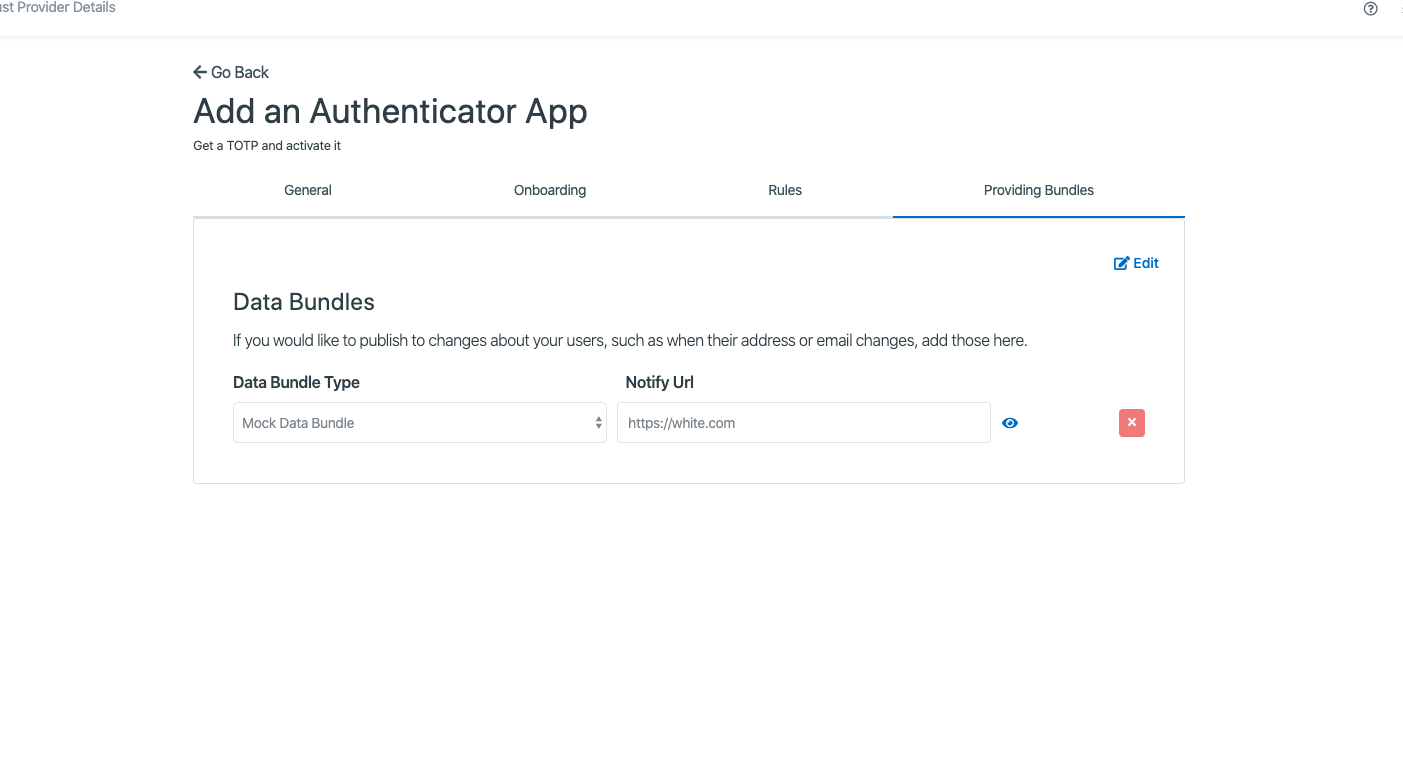 Provider Details
Go Back
Add an Authenticator App
Get a TOTP and activate it
General Onboarding Rules Providing Bundles
Edit
Data Bundles
If you would like to publish to changes about your users, such as when their address or email changes, add those here.
Data Bundle Type Notify Url
Mock Data Bundle https://white.com